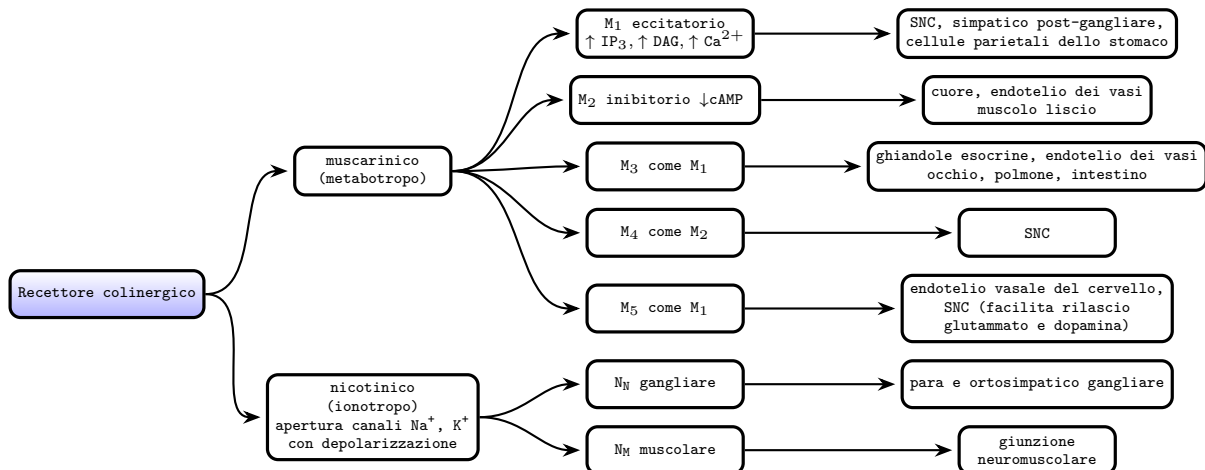 M₁ eccitatorio
↑ IP₃, ↑ DAG, ↑ Ca²⁺
SNC, simpatico post-gangliare,
cellule parietali dello stomaco
M₂ inibitorio ↓cAMP
cuore, endotelio dei vasi
muscolo liscio
muscarinico
(metabotropo)
M₃ come M₁
ghiandole esocrine, endotelio dei vasi
occhio, polmone, intestino
M₄ come M₂
SNC
Recettore colinergico
M₅ come M₁
endotelio vasale del cervello,
SNC (facilita rilascio
glutammato e dopamina)
nicotinico
(ionotropo)
apertura canali Na⁺, K⁺
con depolarizzazione
N_N gangliare
para e ortosimpatico gangliare
N_M muscolare
giunzione
neuromuscolare